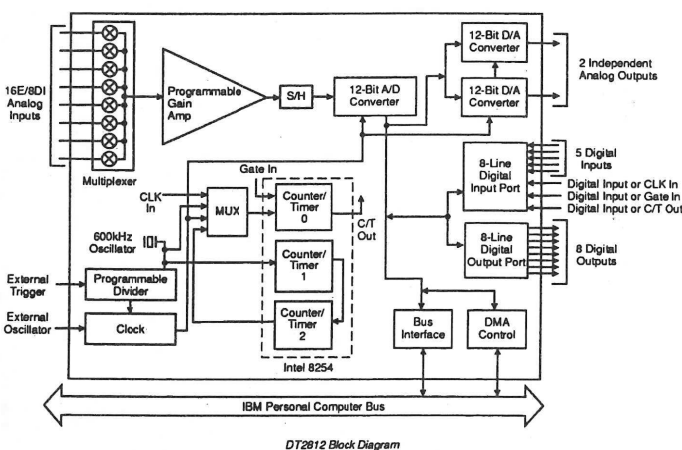 16E/8DI
Analog
Inputs
Multiplexer
Programmable
Gain
Amp
S/H
12-Bit A/D
Converter
12-Bit D/A
Converter
12-Bit D/A
Converter
2 Independent
Analog Outputs
8-Line
Digital
Input Port
5 Digital
Inputs
Digital Input or CLK In
Digital Input or Gate In
Digital Input or C/T Out
8-Line
Digital
Output Port
8 Digital
Outputs
CLK
In
Gate In
MUX
Counter/
Timer
0
C/T
Out
600kHz
Oscillator
Counter/
Timer
1
External
Trigger
Programmable
Divider
External
Oscillator
Clock
Counter/
Timer
2
Intel 8254
Bus
Interface
DMA
Control
IBM Personal Computer Bus
DT2812 Block Diagram